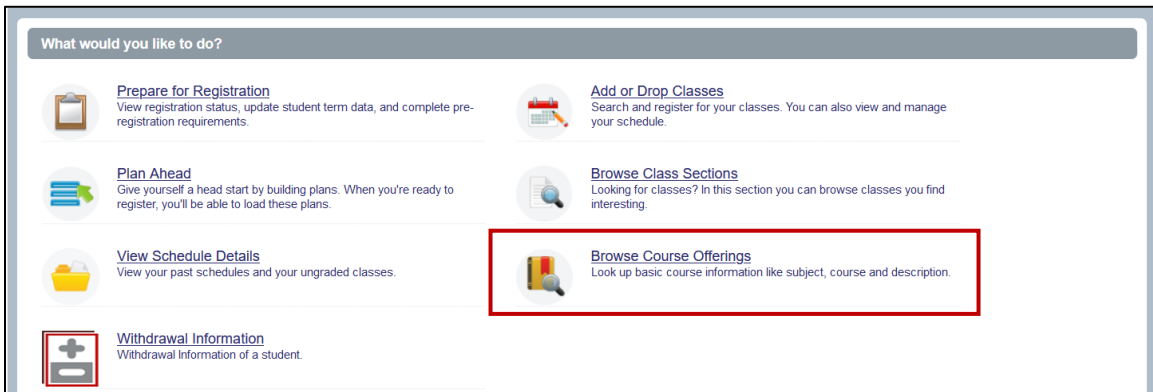 What would you like to do?
Prepare for Registration
View registration status, update student term data, and complete pre-
registration requirements.
Add or Drop Classes
Search and register for your classes. You can also view and manage
your schedule.
Plan Ahead
Give yourself a head start by building plans. When you're ready to
register, you'll be able to load these plans.
Browse Class Sections
Looking for classes? In this section you can browse classes you find
interesting.
View Schedule Details
View your past schedules and your ungraded classes.
Browse Course Offerings
Look up basic course information like subject, course and description.
Withdrawal Information
Withdrawal Information of a student.